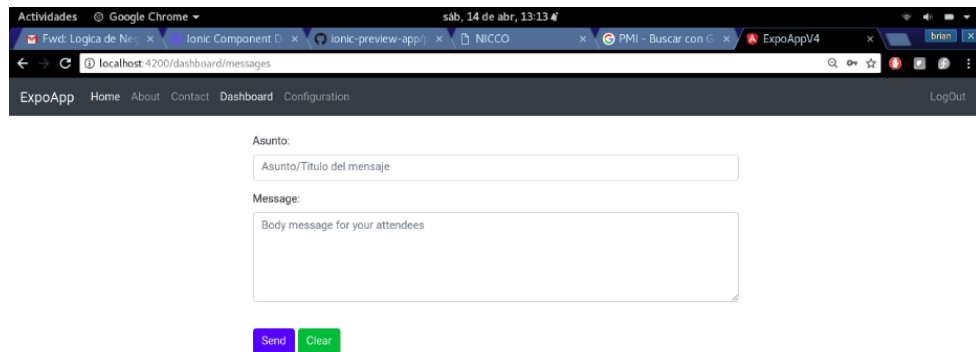 Actividades Google Chrome sáb, 14 de abr, 13:13
Fwd: Logica de Neg Ionic Component D ionic-preview-app/ NICCO PMI - Buscar con G ExpoAppV4 brian
localhost:4200/dashboard/messages
ExpoApp Home About Contact Dashboard Configuration LogOut
Asunto:
Asunto/Titulo del mensaje
Message:
Body message for your attendees
Send Clear